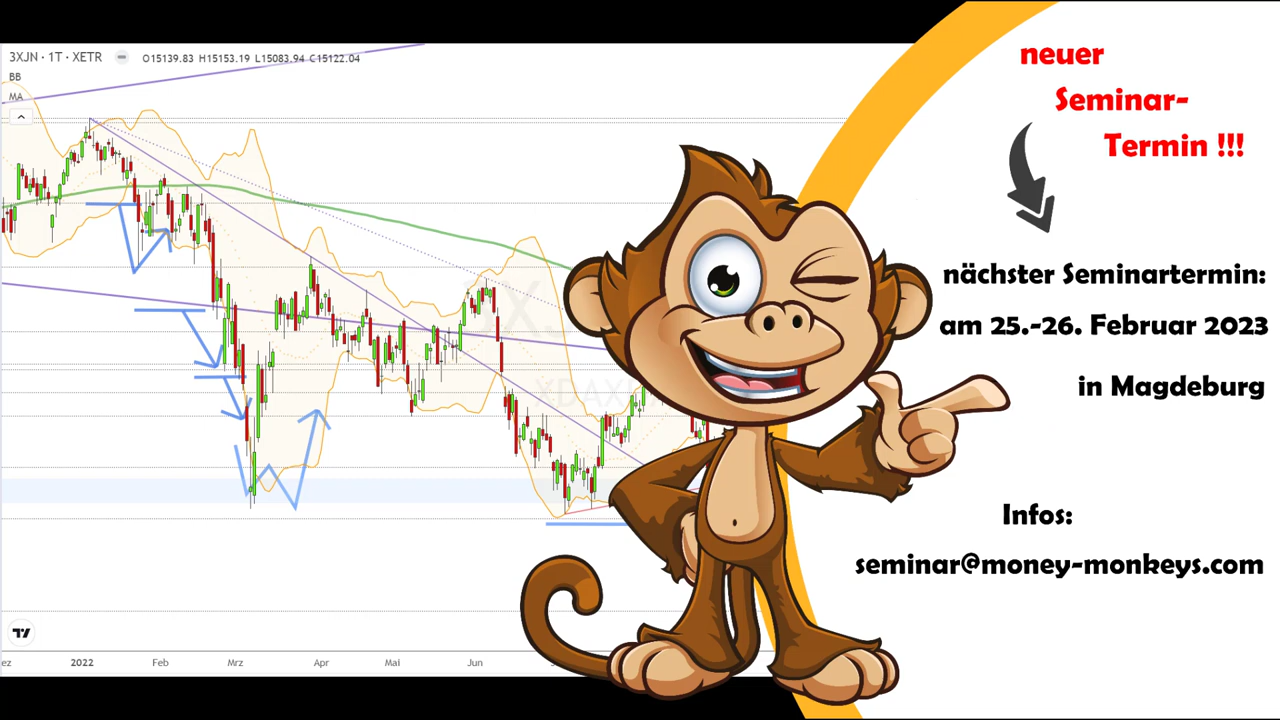 3XJN · 1T · XETR O15139.83 H15153.19 L15083.94 C15122.04
BB
MA
neuer
Seminar-
Termin !!!
nächster Seminartermin:
am 25.-26. Februar 2023
in Magdeburg
Infos:
seminar@money-monkeys.com
2022 Feb Mrz Apr Mai Jun